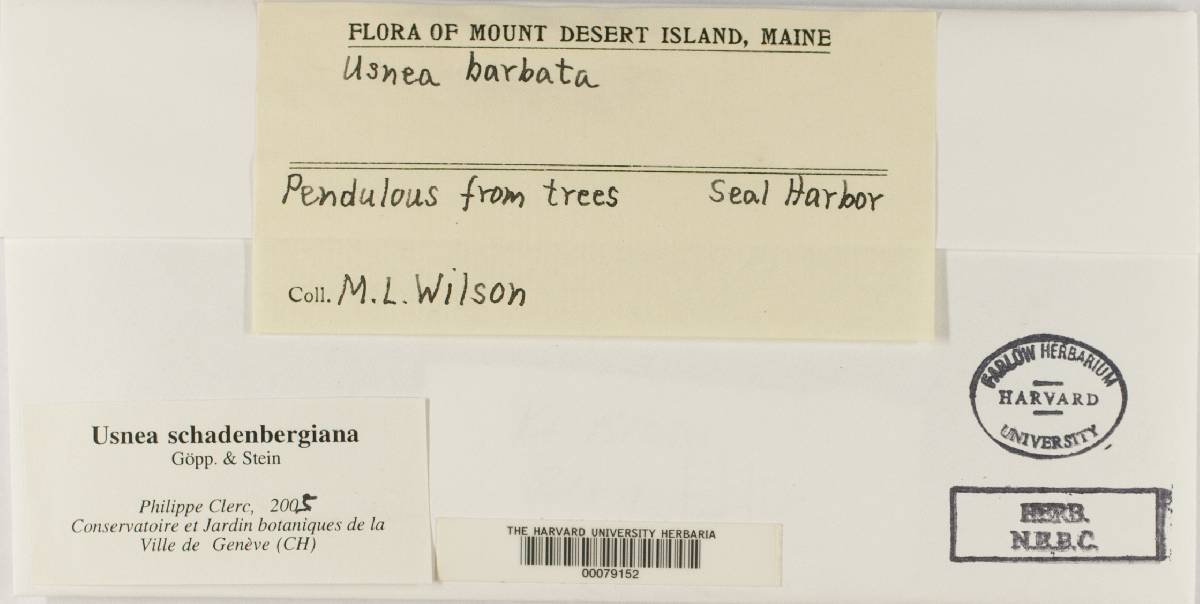 FLORA OF MOUNT DESERT ISLAND, MAINE
Usnea barbata
Pendulous from trees Seal Harbor
Coll. M.L. Wilson
FARLOW HERBARIUM
HARVARD
UNIVERSITY
Usnea schadenbergiana
Göpp. & Stein
Philippe Clerc, 2005
Conservatoire et Jardin botaniques de la
Ville de Genève (CH)
HERB.
N.E.B.C.
THE HARVARD UNIVERSITY HERBARIA
00079152